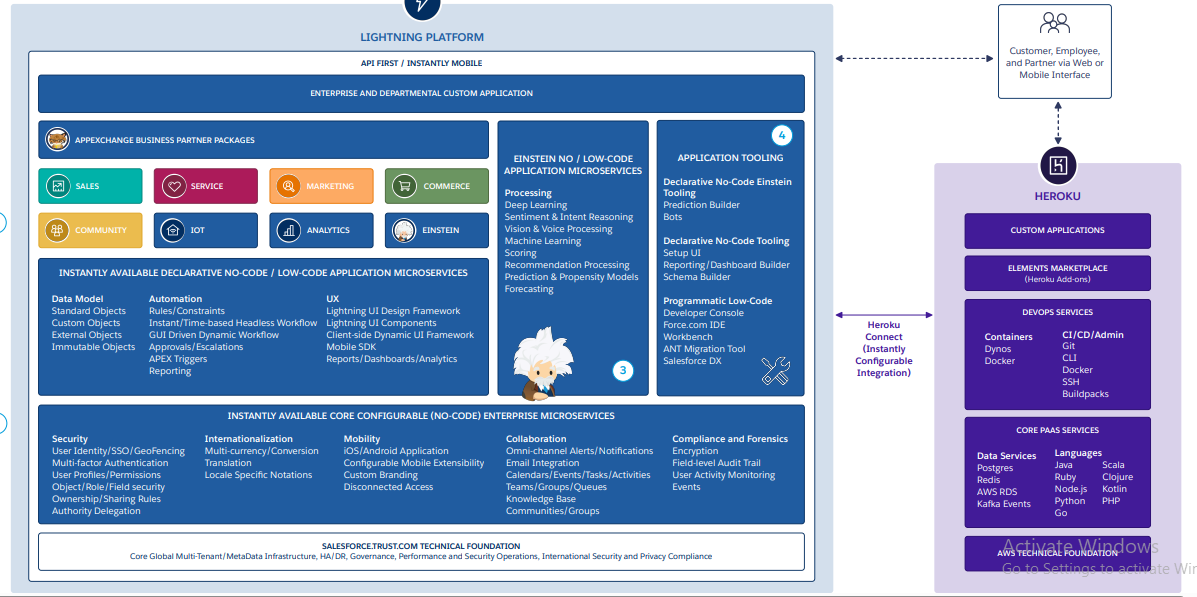 LIGHTNING PLATFORM
API FIRST / INSTANTLY MOBILE
ENTERPRISE AND DEPARTMENTAL CUSTOM APPLICATION
APPEXCHANGE BUSINESS PARTNER PACKAGES
SALES
SERVICE
MARKETING
COMMERCE
COMMUNITY
IOT
ANALYTICS
EINSTEIN
INSTANTLY AVAILABLE DECLARATIVE NO-CODE / LOW-CODE APPLICATION MICROSERVICES
Data Model
Standard Objects
Custom Objects
External Objects
Immutable Objects
Automation
Rules/Constraints
Instant/Time-based Headless Workflow
GUI Driven Dynamic Workflow
Approvals/Escalations
APEX Triggers
Reporting
UX
Lightning UI Design Framework
Lightning UI Components
Client-side Dynamic UI Framework
Mobile SDK
Reports/Dashboards/Analytics
EINSTEIN NO / LOW-CODE
APPLICATION MICROSERVICES
Processing
Deep Learning
Sentiment & Intent Reasoning
Vision & Voice Processing
Machine Learning
Scoring
Recommendation Processing
Prediction & Propensity Models
Forecasting
3
4
APPLICATION TOOLING
Declarative No-Code Einstein
Tooling
Prediction Builder
Bots
Declarative No-Code Tooling
Setup UI
Reporting/Dashboard Builder
Schema Builder
Programmatic Low-Code
Developer Console
Force.com IDE
Workbench
ANT Migration Tool
Salesforce DX
INSTANTLY AVAILABLE CORE CONFIGURABLE (NO-CODE) ENTERPRISE MICROSERVICES
Security
User Identity/SSO/GeoFencing
Multi-factor Authentication
User Profiles/Permissions
Object/Role/Field security
Ownership/Sharing Rules
Authority Delegation
Internationalization
Multi-currency/Conversion
Translation
Locale Specific Notations
Mobility
iOS/Android Application
Configurable Mobile Extensibility
Custom Branding
Disconnected Access
Collaboration
Omni-channel Alerts/Notifications
Email Integration
Calendars/Events/Tasks/Activities
Teams/Groups/Queues
Knowledge Base
Communities/Groups
Compliance and Forensics
Encryption
Field-level Audit Trail
User Activity Monitoring
Events
SALESFORCE.TRUST.COM TECHNICAL FOUNDATION
Core Global Multi-Tenant/MetaData Infrastructure, HA/DR, Governance, Performance and Security Operations, International Security and Privacy Compliance
Customer, Employee,
and Partner via Web or
Mobile Interface
Heroku
Connect
(Instantly
Configurable
Integration)
HEROKU
CUSTOM APPLICATIONS
ELEMENTS MARKETPLACE
(Heroku Add-ons)
DEVOPS SERVICES
Containers
Dynos
Docker
CI/CD/Admin
Git
CLI
Docker
SSH
Buildpacks
CORE PAAS SERVICES
Data Services
Postgres
Redis
AWS RDS
Kafka Events
Languages
Java
Ruby
Node.js
Python
Go
Scala
Clojure
Kotlin
PHP
AWS TECHNICAL FOUNDATION
Activate Windows
Go to Settings to activate Wir